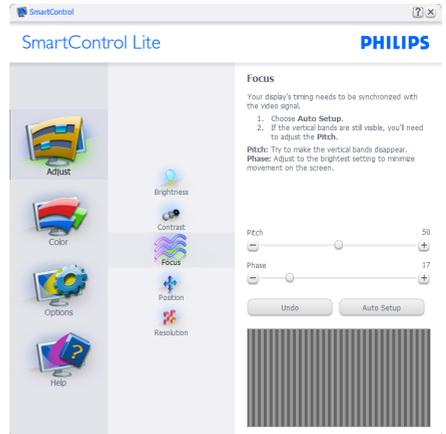 SmartControl
SmartControl Lite
PHILIPS
Adjust
Color
Options
Help
Brightness
Contrast
Focus
Position
Resolution
Focus
Your display's timing needs to be synchronized with
the video signal.
1. Choose Auto Setup.
2. If the vertical bands are still visible, you'll need
to adjust the Pitch.
Pitch: Try to make the vertical bands disappear.
Phase: Adjust to the brightest setting to minimize
movement on the screen.
Pitch 50
Phase 17
Undo Auto Setup